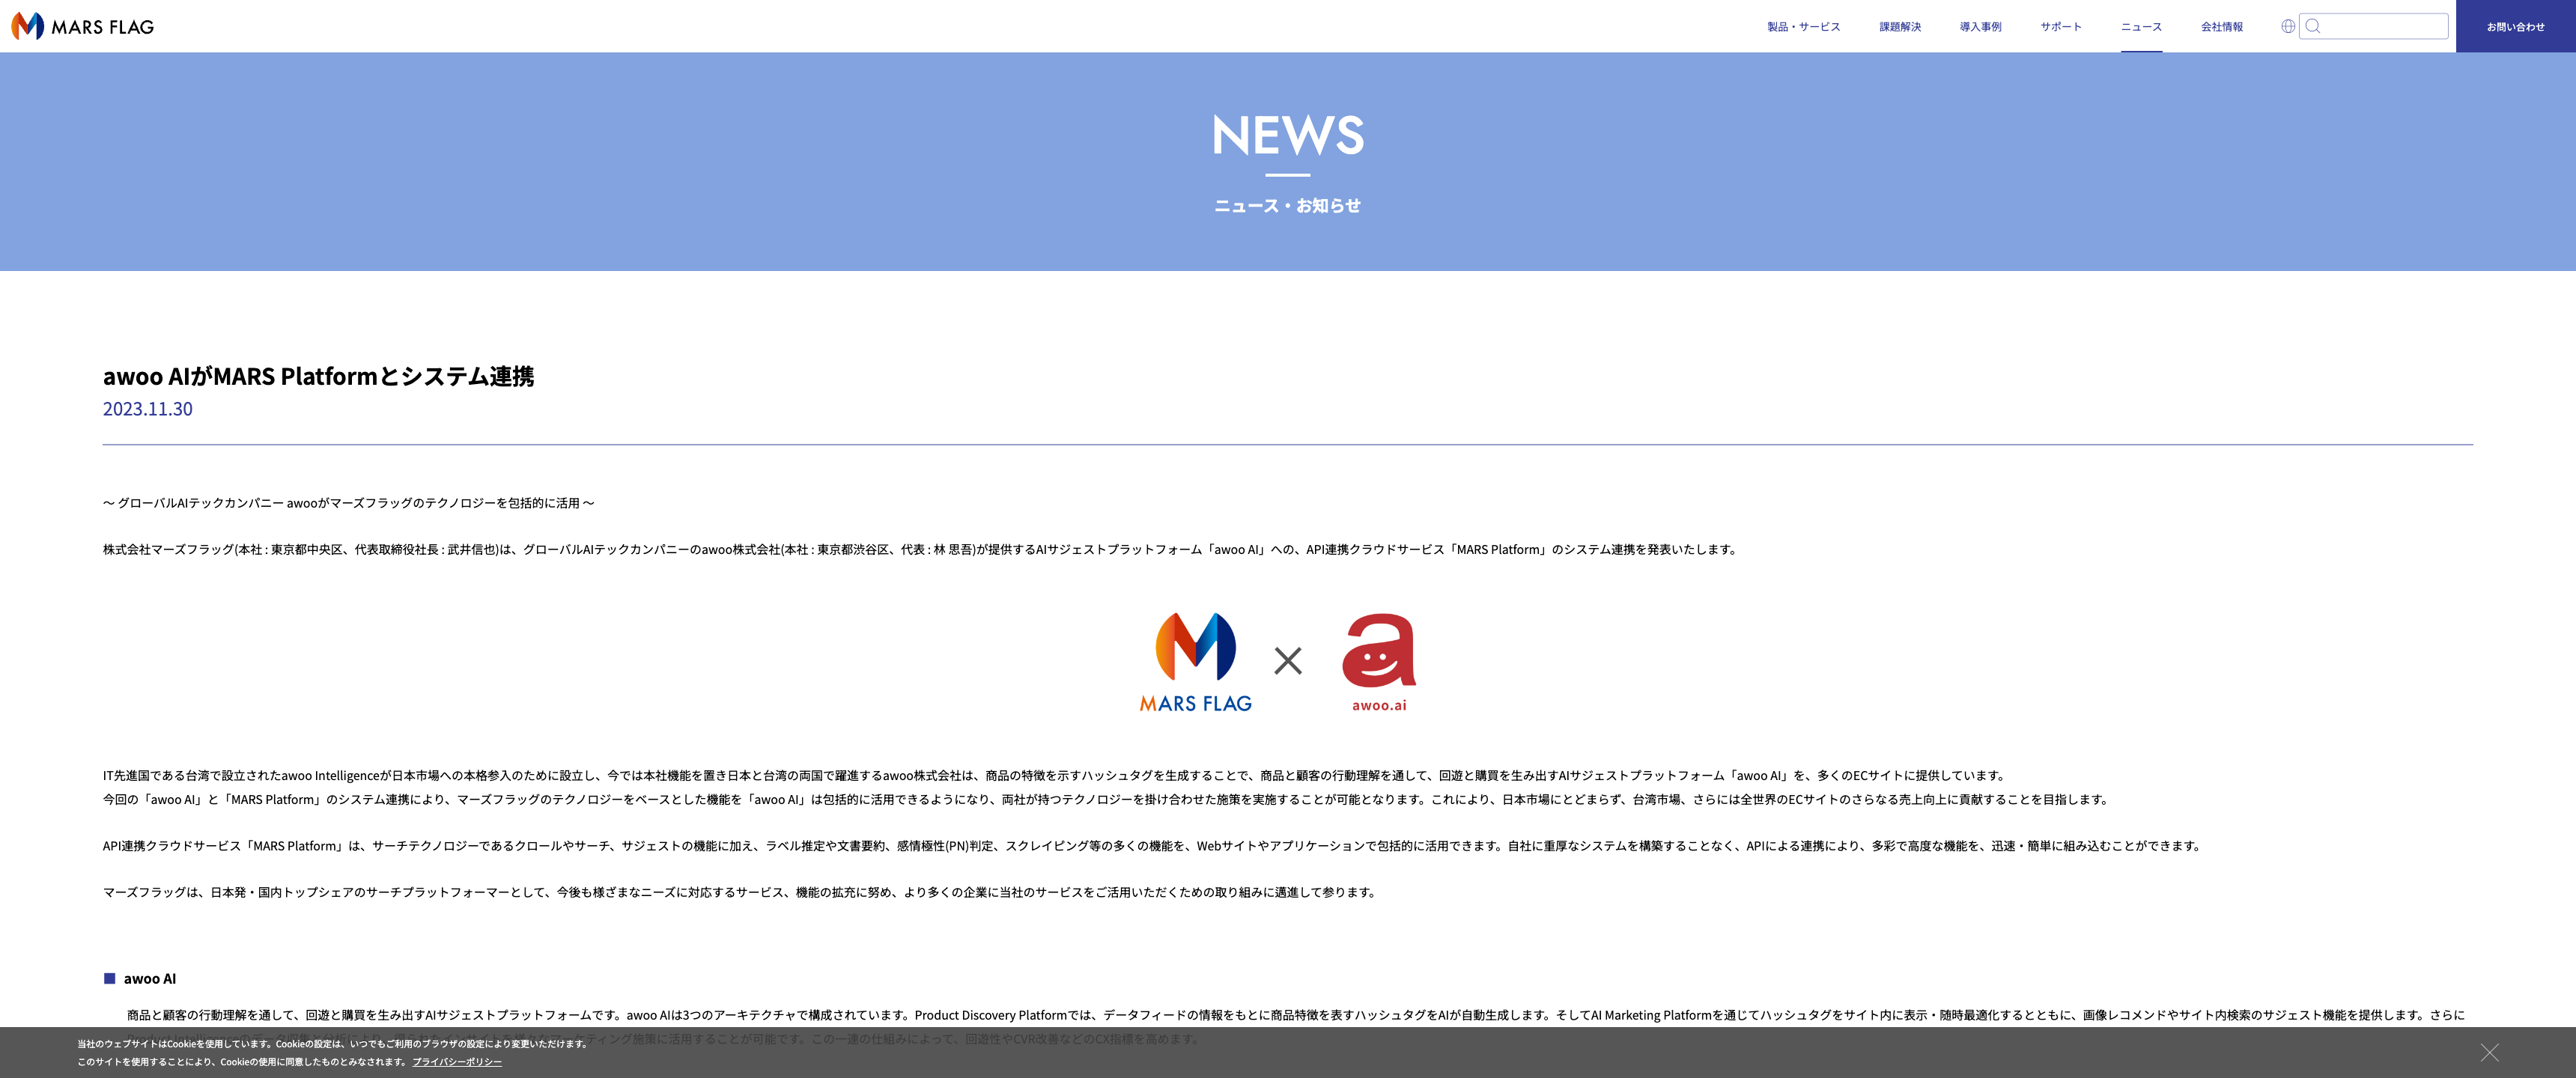 MARS FLAG
製品・サービス
課題解決
導入事例
サポート
ニュース
会社情報
お問い合わせ
NEWS
ニュース・お知らせ
awoo AIがMARS Platformとシステム連携
2023.11.30
〜 グローバルAIテックカンパニー awooがマーズフラッグのテクノロジーを包括的に活用 〜
株式会社マーズフラッグ(本社 : 東京都中央区、代表取締役社長 : 武井信也)は、グローバルAIテックカンパニーのawoo株式会社(本社 : 東京都渋谷区、代表 : 林 思吾)が提供するAIサジェストプラットフォーム「awoo AI」への、API連携クラウドサービス「MARS Platform」のシステム連携を発表いたします。
MARS FLAG
awoo.ai
IT先進国である台湾で設立されたawoo Intelligenceが日本市場への本格参入のために設立し、今では本社機能を置き日本と台湾の両国で躍進するawoo株式会社は、商品の特徴を示すハッシュタグを生成することで、商品と顧客の行動理解を通して、回遊と購買を生み出すAIサジェストプラットフォーム「awoo AI」を、多くのECサイトに提供しています。
今回の「awoo AI」と「MARS Platform」のシステム連携により、マーズフラッグのテクノロジーをベースとした機能を「awoo AI」は包括的に活用できるようになり、両社が持つテクノロジーを掛け合わせた施策を実施することが可能となります。これにより、日本市場にとどまらず、台湾市場、さらには全世界のECサイトのさらなる売上向上に貢献することを目指します。
API連携クラウドサービス「MARS Platform」は、サーチテクノロジーであるクロールやサーチ、サジェストの機能に加え、ラベル推定や文書要約、感情極性(PN)判定、スクレイピング等の多くの機能を、Webサイトやアプリケーションで包括的に活用できます。自社に重厚なシステムを構築することなく、APIによる連携により、多彩で高度な機能を、迅速・簡単に組み込むことができます。
マーズフラッグは、日本発・国内トップシェアのサーチプラットフォーマーとして、今後も様ざまなニーズに対応するサービス、機能の拡充に努め、より多くの企業に当社のサービスをご活用いただくための取り組みに邁進して参ります。
awoo AI
商品と顧客の行動理解を通して、回遊と購買を生み出すAIサジェストプラットフォームです。awoo AIは3つのアーキテクチャで構成されています。Product Discovery Platformでは、データフィードの情報をもとに商品特徴を表すハッシュタグをAIが自動生成します。そしてAI Marketing Platformを通じてハッシュタグをサイト内に表示・随時最適化するとともに、画像レコメンドやサイト内検索のサジェスト機能を提供します。さらに
ティング施策に活用することが可能です。この一連の仕組みによって、回遊性やCVR改善などのCX指標を高めます。
当社のウェブサイトはCookieを使用しています。Cookieの設定は、いつでもご利用のブラウザの設定により変更いただけます。
このサイトを使用することにより、Cookieの使用に同意したものとみなされます。 プライバシーポリシー